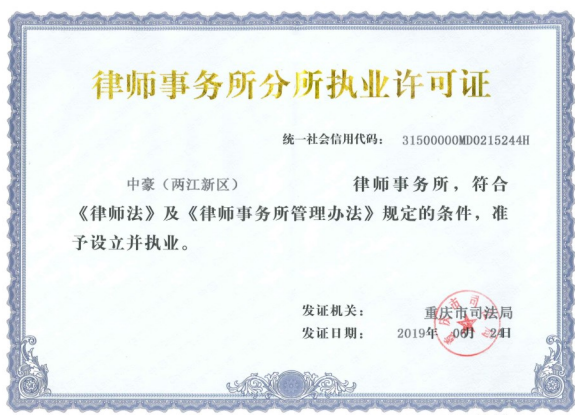 律师事务所分所执业许可证
统一社会信用代码： 31500000MD0215244H
中豪（两江新区） 律师事务所，符合
《律师法》及《律师事务所管理办法》规定的条件，准
予设立并执业。
发证机关： 重庆市司法局
发证日期： 2019年 06月 24日